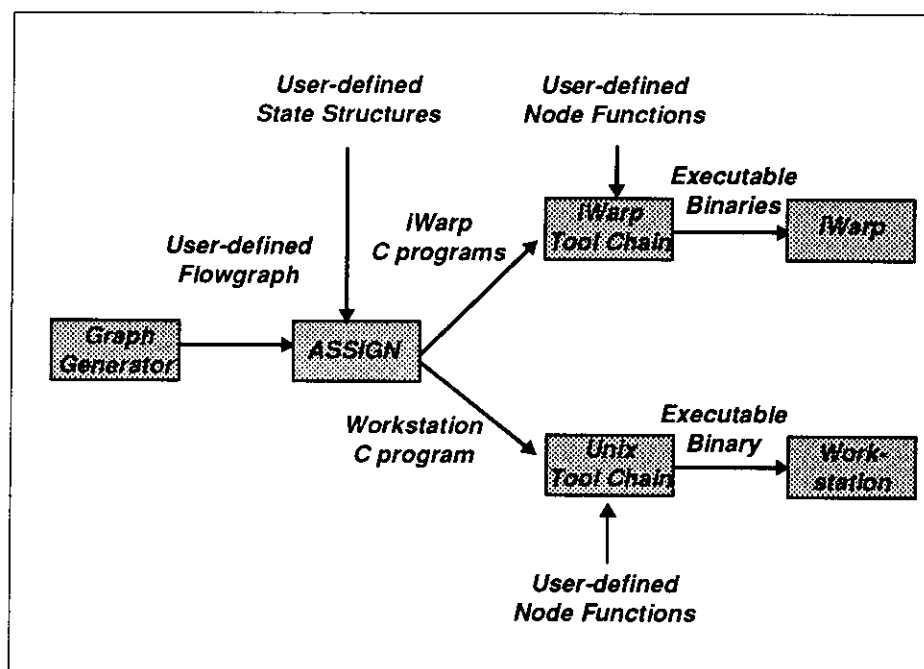 User-defined
State Structures
User-defined
Node Functions
Executable
Binaries
iWarp
C programs
iWarp
Tool Chain
iWarp
User-defined
Flowgraph
Graph
Generator
ASSIGN
Workstation
C program
Executable
Binary
Unix
Tool Chain
Work-
station
User-defined
Node Functions